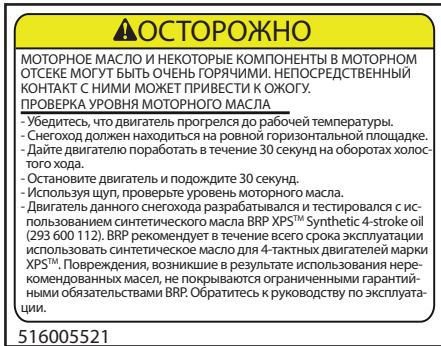 ⚠ОСТОРОЖНО
МОТОРНОЕ МАСЛО И НЕКОТОРЫЕ КОМПОНЕНТЫ В МОТОРНОМ
ОТСЕКЕ МОГУТ БЫТЬ ОЧЕНЬ ГОРЯЧИМИ. НЕПОСРЕДСТВЕННЫЙ
КОНТАКТ С НИМИ МОЖЕТ ПРИВЕСТИ К ОЖОГУ.
ПРОВЕРКА УРОВНЯ МОТОРНОГО МАСЛА
- Убедитесь, что двигатель прогрелся до рабочей температуры.
- Снегоход должен находиться на ровной горизонтальной площадке.
- Дайте двигателю поработать в течение 30 секунд на оборотах холос-
того хода.
- Остановите двигатель и подождите 30 секунд.
- Используя щуп, проверьте уровень моторного масла.
- Двигатель данного снегохода разрабатывался и тестировался с ис-
пользованием синтетического масла BRP XPS™ Synthetic 4-stroke oil
(293 600 112). BRP рекомендует в течение всего срока эксплуатации
использовать синтетическое масло для 4-тактных двигателей марки
XPS™. Повреждения, возникшие в результате использования нере-
комендованных масел, не покрываются ограниченными гарантий-
ными обязательствами BRP. Обратитесь к руководству по эксплуата-
ции.
516005521